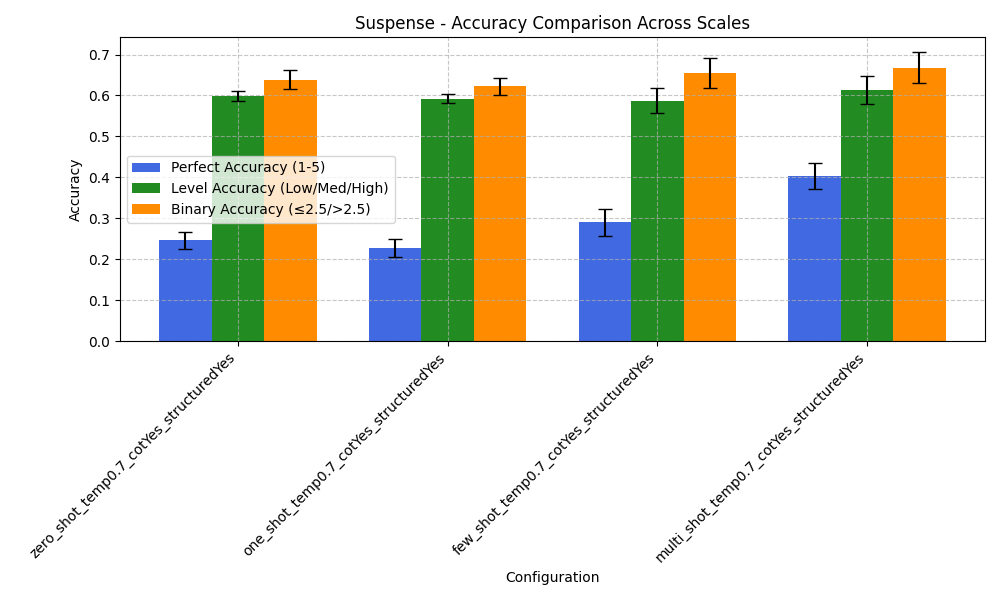 Suspense - Accuracy Comparison Across Scales
Accuracy
0.7
0.6
0.5
0.4
0.3
0.2
0.1
0.0
Perfect Accuracy (1-5)
Level Accuracy (Low/Med/High)
Binary Accuracy (≤2.5/>2.5)
zero_shot_temp0.7_cotYes_structuredYes
one_shot_temp0.7_cotYes_structuredYes
few_shot_temp0.7_cotYes_structuredYes
multi_shot_temp0.7_cotYes_structuredYes
Configuration